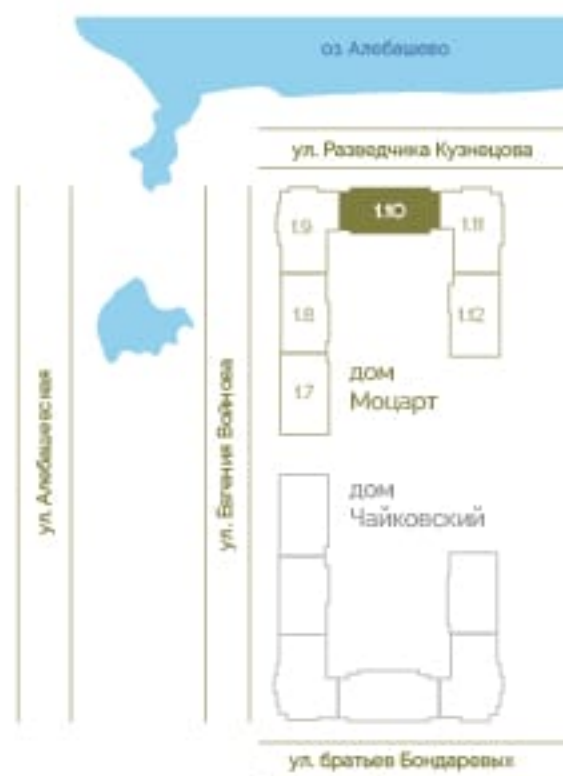 оз Алебашево
ул. Разведчика Кузнецова
1.9
1.10
1.11
1.8
1.12
1.7
дом
Моцарт
ул. Алебашевская
ул. Евгения Войнова
дом
Чайковский
ул. братьев Бондаревых